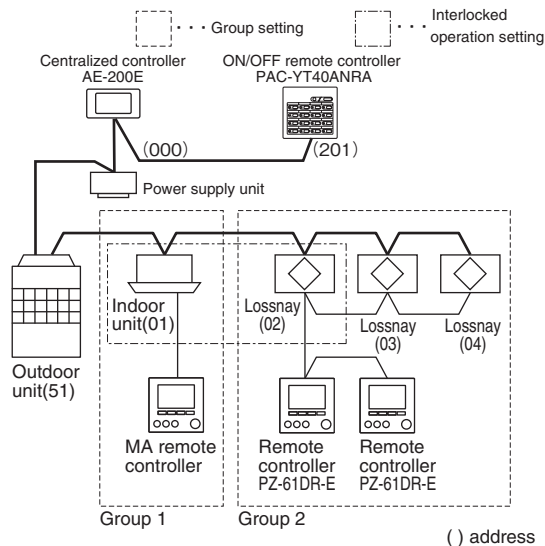 ··· Group setting
··· Interlocked
operation setting
Centralized controller
AE-200E
ON/OFF remote controller
PAC-YT40ANRA
(000)
(201)
Power supply unit
Indoor
unit(01)
Lossnay
(02)
Lossnay
(03)
Lossnay
(04)
Outdoor
unit(51)
MA remote
controller
Remote
controller
PZ-61DR-E
Remote
controller
PZ-61DR-E
Group 1
Group 2
( ) address